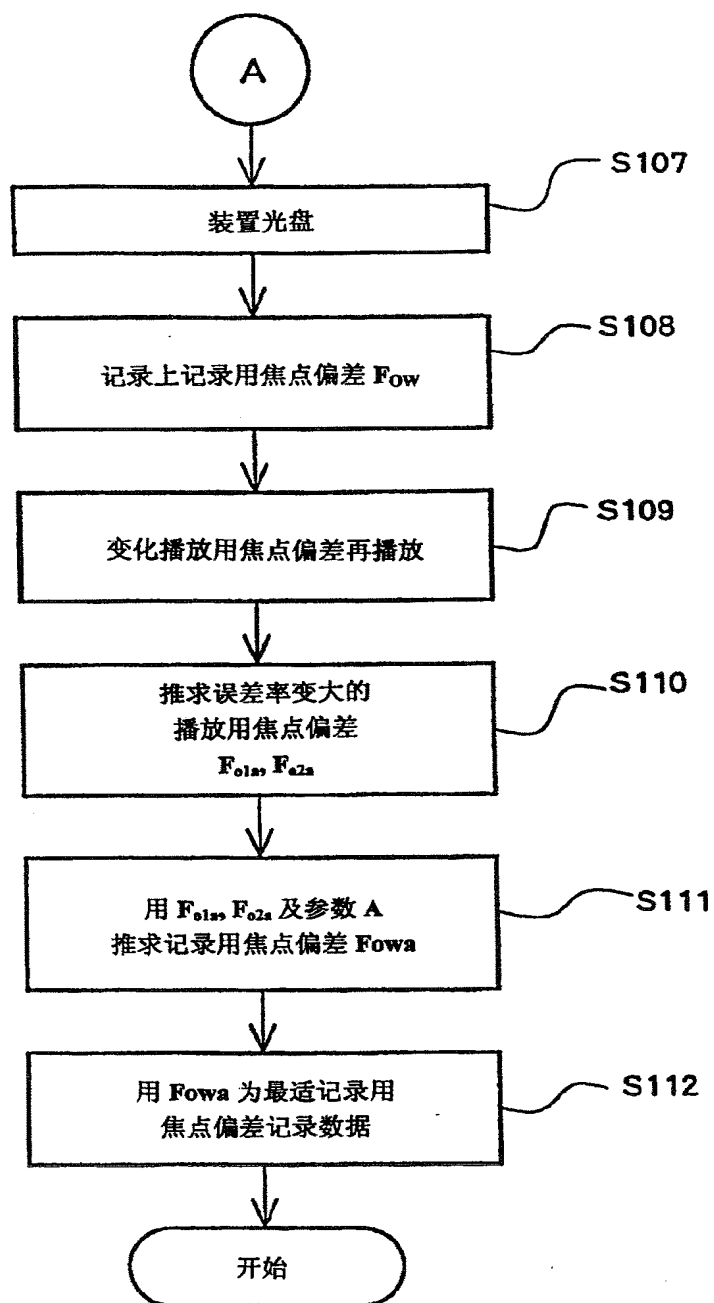 A
S107
装置光盘
S108
记录上记录用焦点偏差 FOW
S109
变化播放用焦点偏差再播放
S110
推求误差率变大的
播放用焦点偏差
Fo1a, Fo2a
S111
用 Fo1a, Fo2a 及参数 A
推求记录用焦点偏差 Fowa
S112
用 Fowa 为最适记录用
焦点偏差记录数据
开始